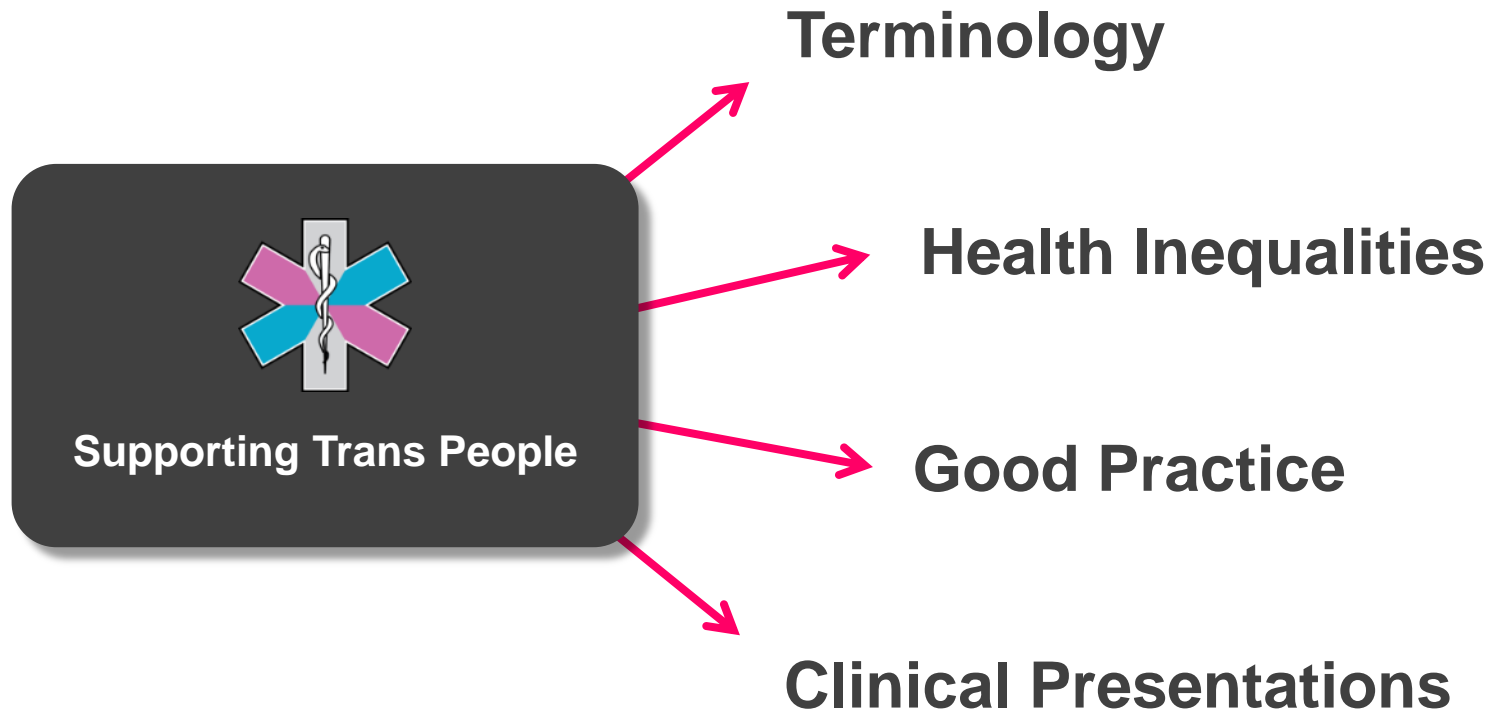 Terminology
Health Inequalities
Supporting Trans People
Good Practice
Clinical Presentations